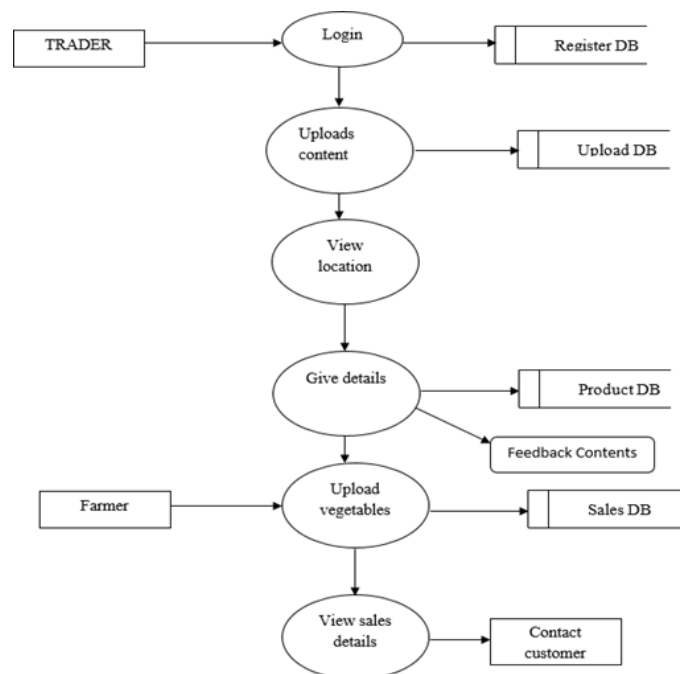 TRADER
Login
Register DB
Uploads
content
Upload DB
View
location
Give details
Product DB
Feedback Contents
Farmer
Upload
vegetables
Sales DB
View sales
details
Contact
customer